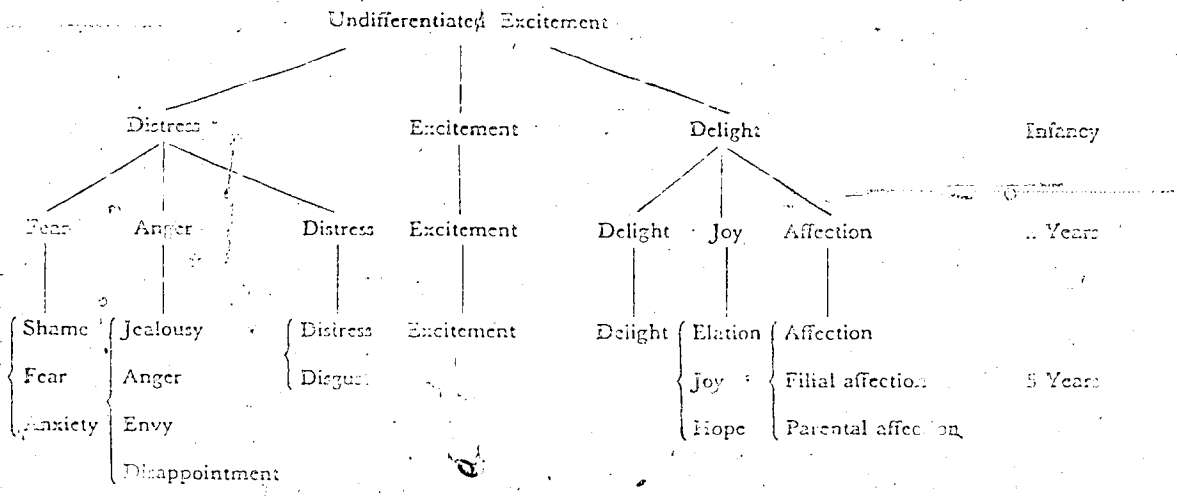 Undifferentiated Excitement
Distress Excitement Delight Infancy
Fear Anger Distress Excitement Delight Joy Affection Years
Shame Jealousy Distress Excitement Delight Elation Affection
Fear Anger Disgust Joy Filial affection 5 Years
Anxiety Envy Hope Parental affection
Disappointment